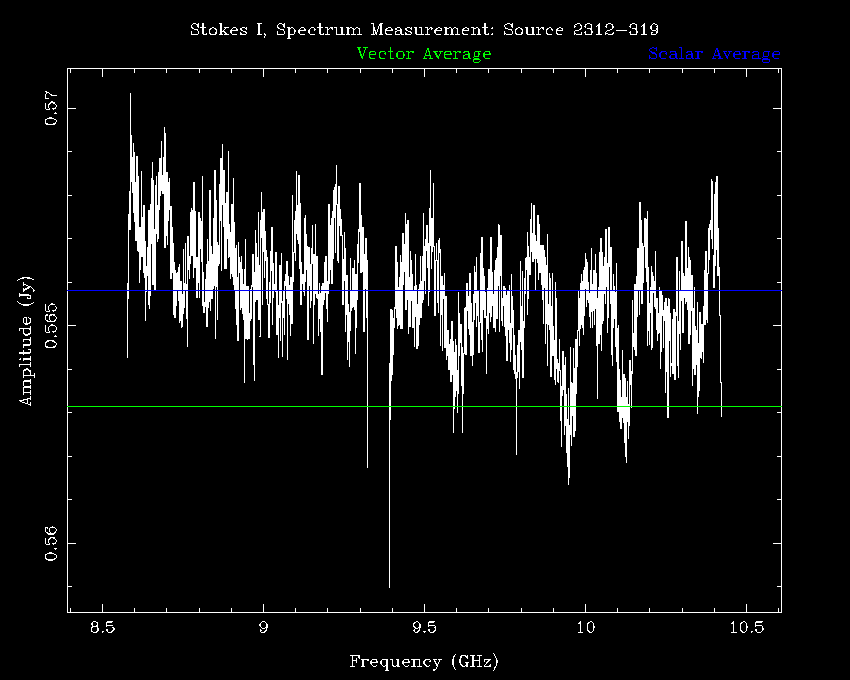 Stokes I, Spectrum Measurement: Source 2312-319
Vector Average Scalar Average
0.57
0.565
0.56
Amplitude (Jy)
8.5 9 9.5 10 10.5
Frequency (GHz)